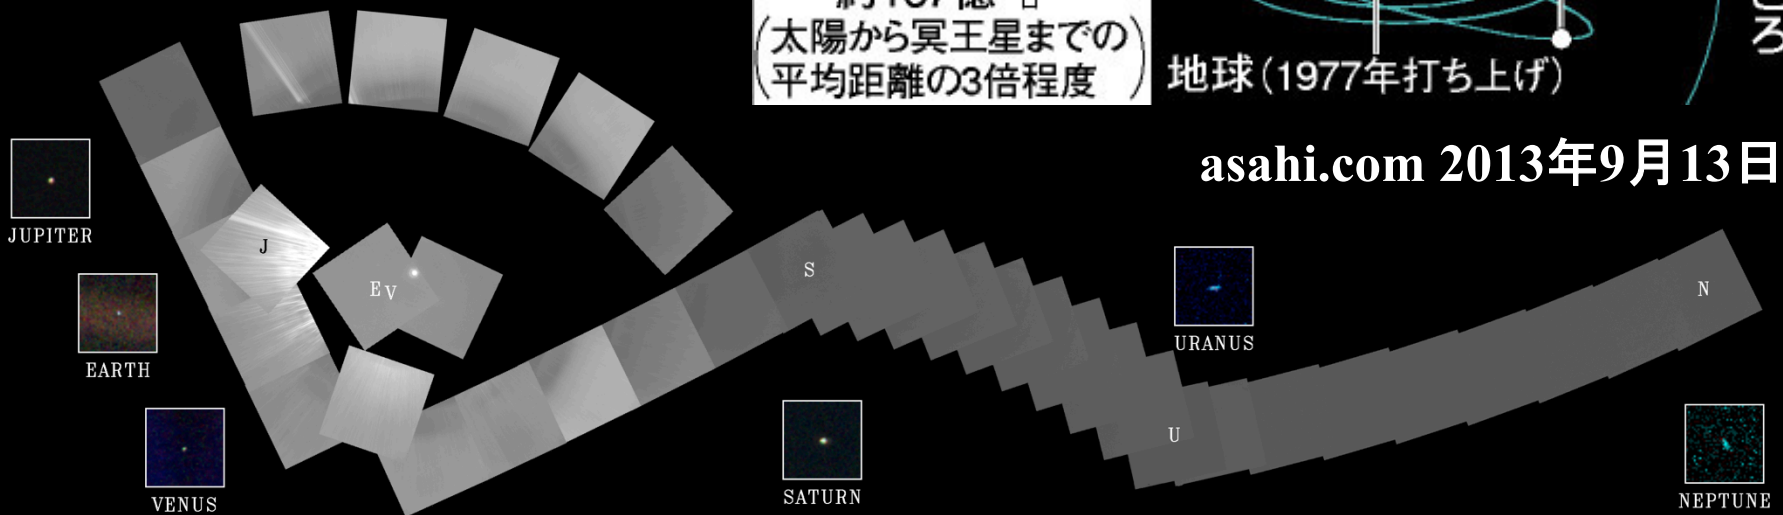 (太陽から冥王星までの
平均距離の3倍程度)
地球(1977年打ち上げ)
asahi.com 2013年9月13日
JUPITER
J
EARTH
E V
VENUS
S
SATURN
URANUS
U
N
NEPTUNE